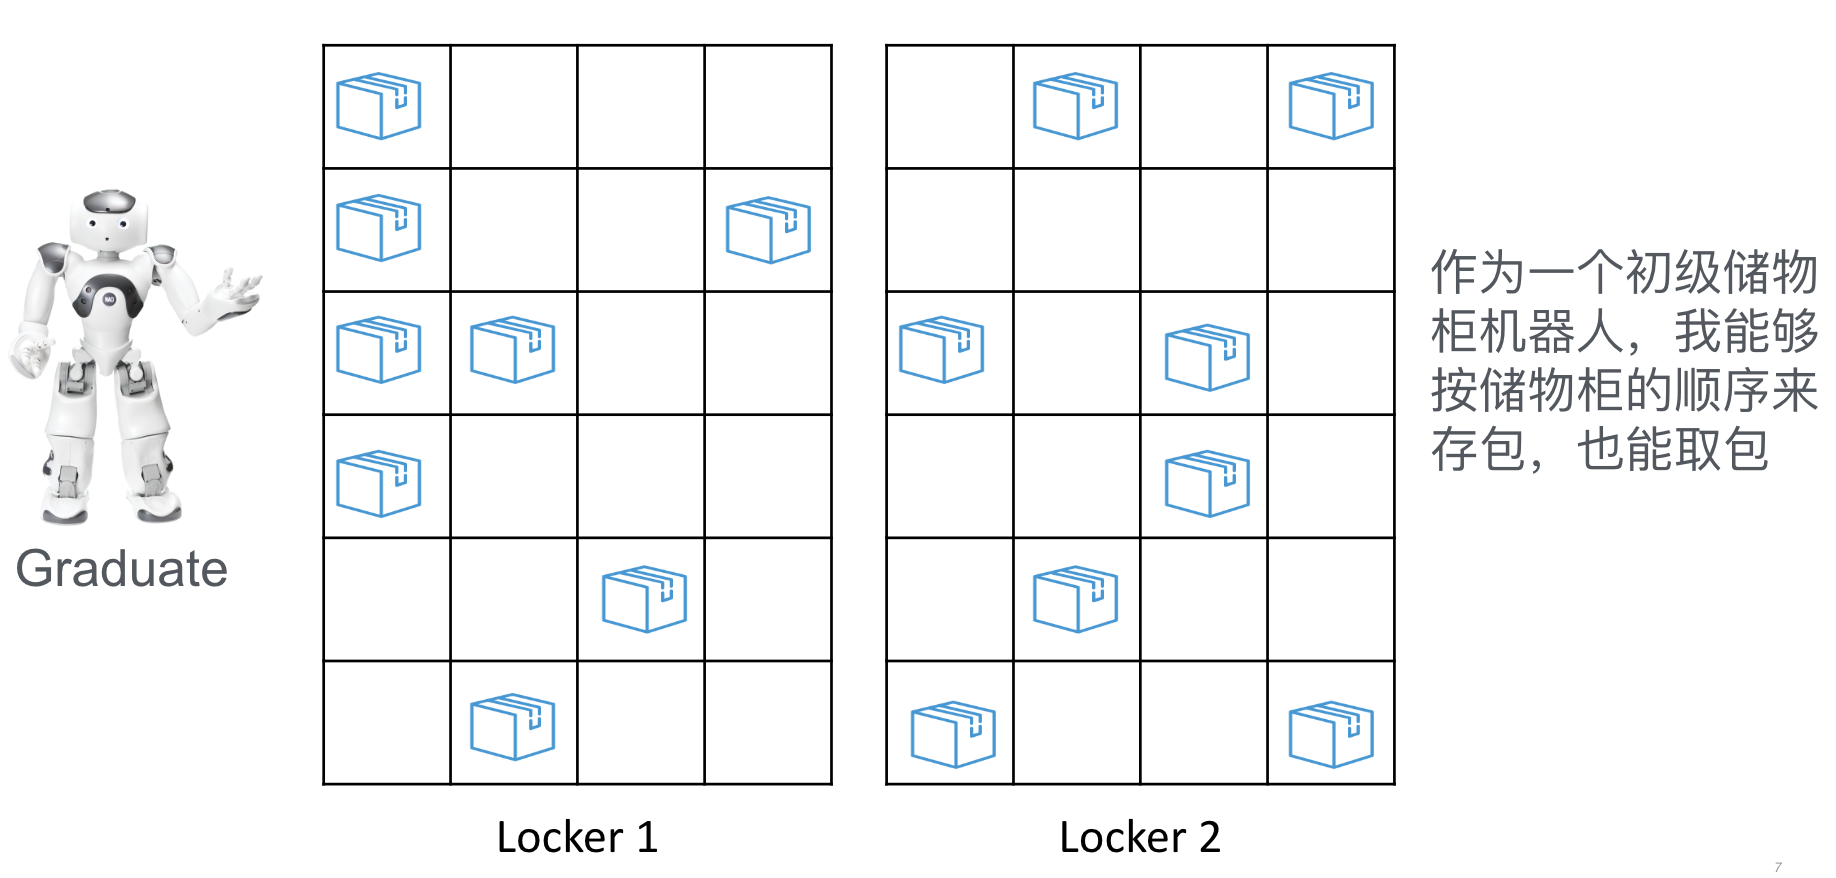 作为一个初级储物
柜机器人，我能够
按储物柜的顺序来
存包，也能取包
Graduate
Locker 1
Locker 2
7